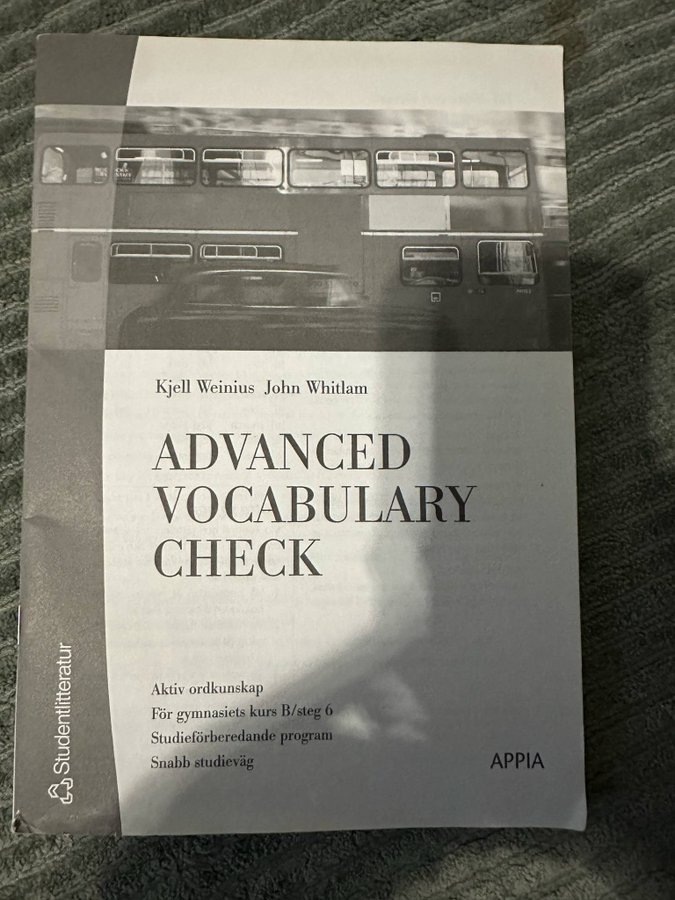 Kjell Weinius John Whitlam
ADVANCED
VOCABULARY
CHECK
Aktiv ordkunskap
För gymnasiets kurs B/steg 6
Studieförberedande program
Snabb studieväg
APPIA
Studentlitteratur